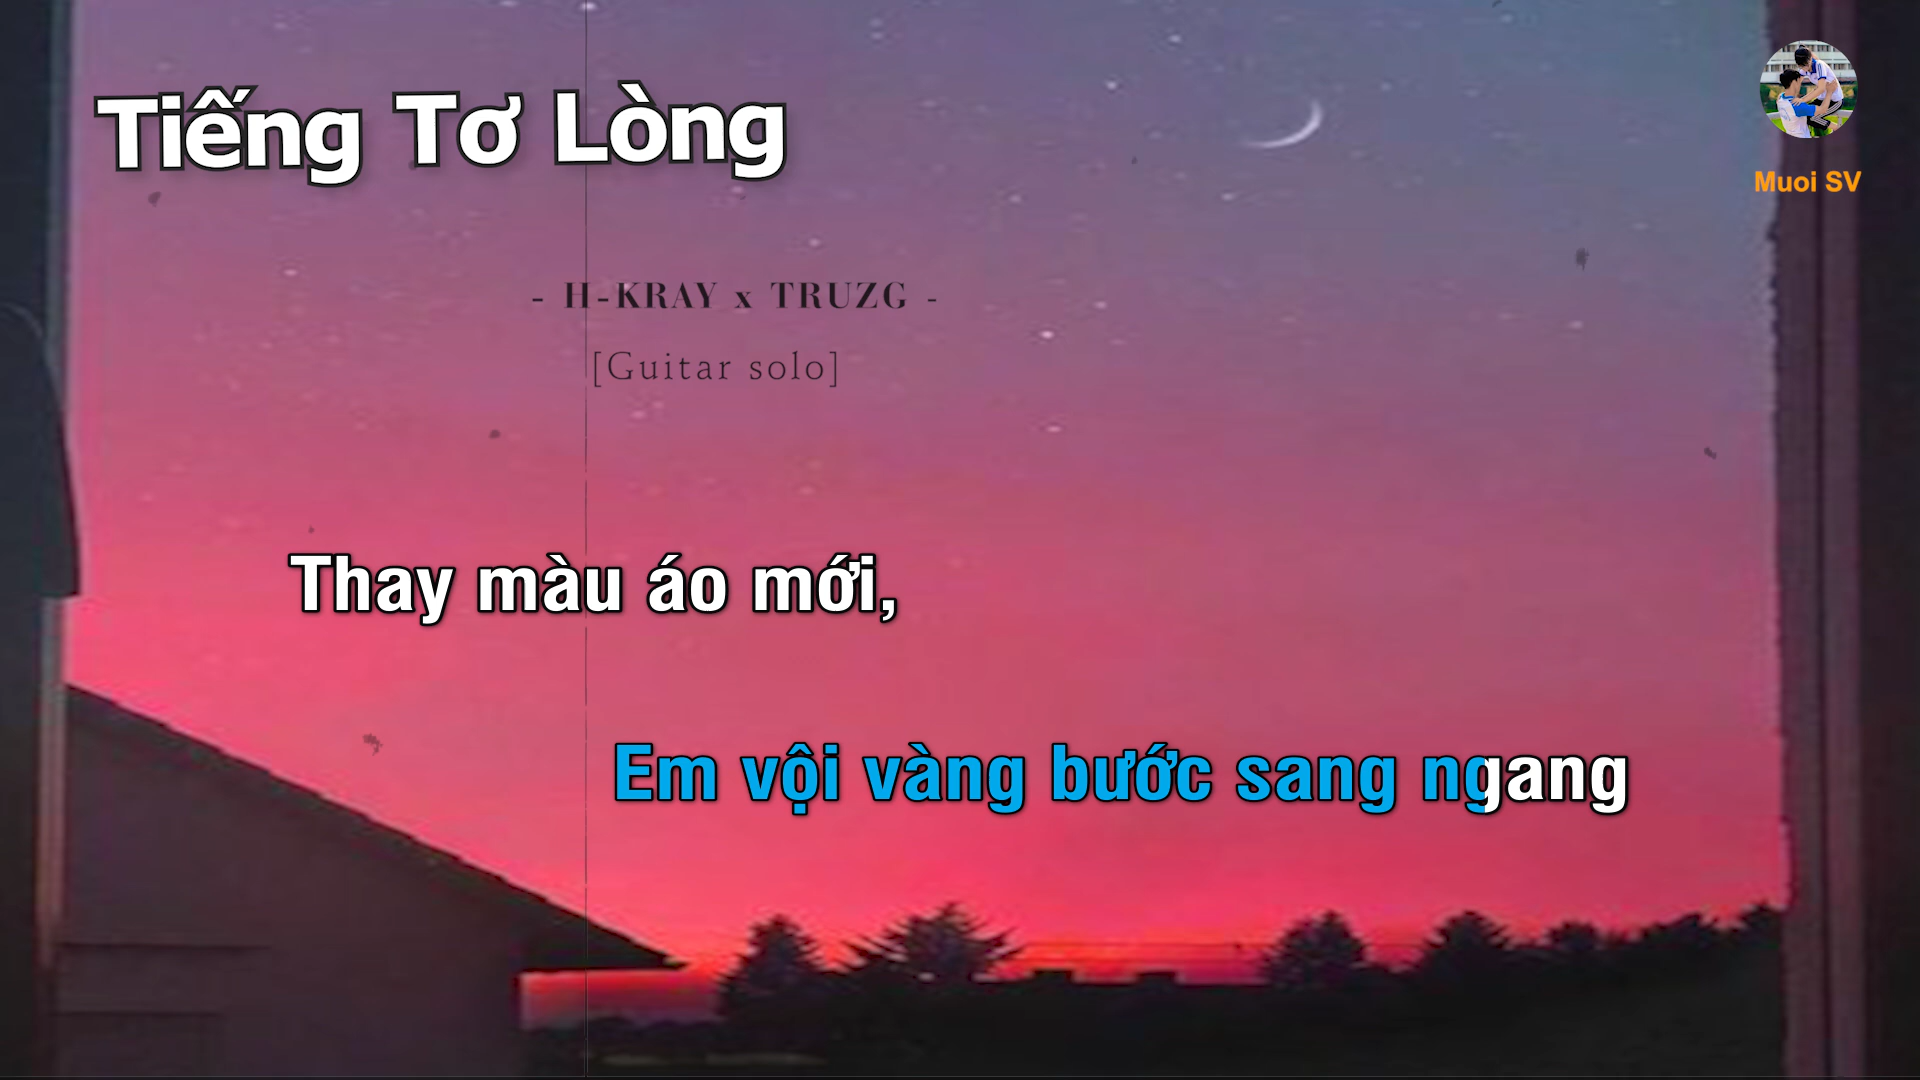 Tiếng Tơ Lòng
Muoi SV
- H-KRAY x TRUZG -
[Guitar solo]
Thay màu áo mới,
Em vội vàng bước sang ngang